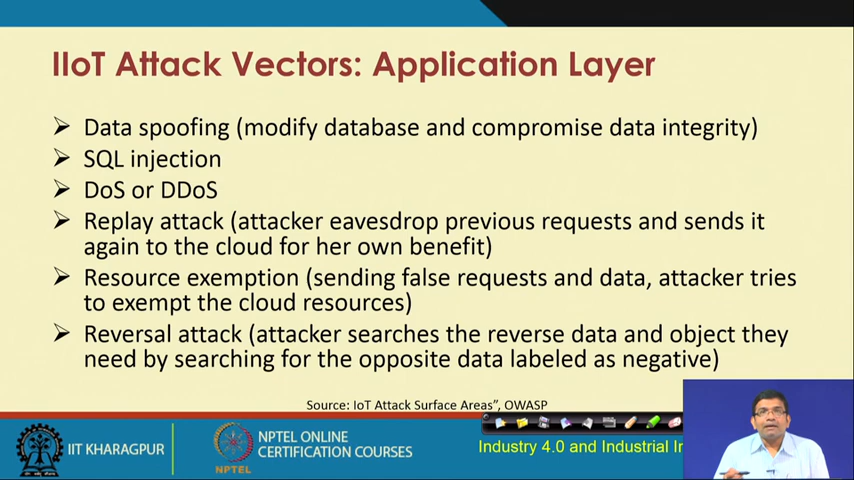 IIoT Attack Vectors: Application Layer
➢ Data spoofing (modify database and compromise data integrity)
➢ SQL injection
➢ DoS or DDoS
➢ Replay attack (attacker eavesdrop previous requests and sends it
again to the cloud for her own benefit)
➢ Resource exemption (sending false requests and data, attacker tries
to exempt the cloud resources)
➢ Reversal attack (attacker searches the reverse data and object they
need by searching for the opposite data labeled as negative)
Source: IoT Attack Surface Areas”, OWASP
IIT KHARAGPUR
NPTEL
NPTEL ONLINE
CERTIFICATION COURSES
Industry 4.0 and Industrial In